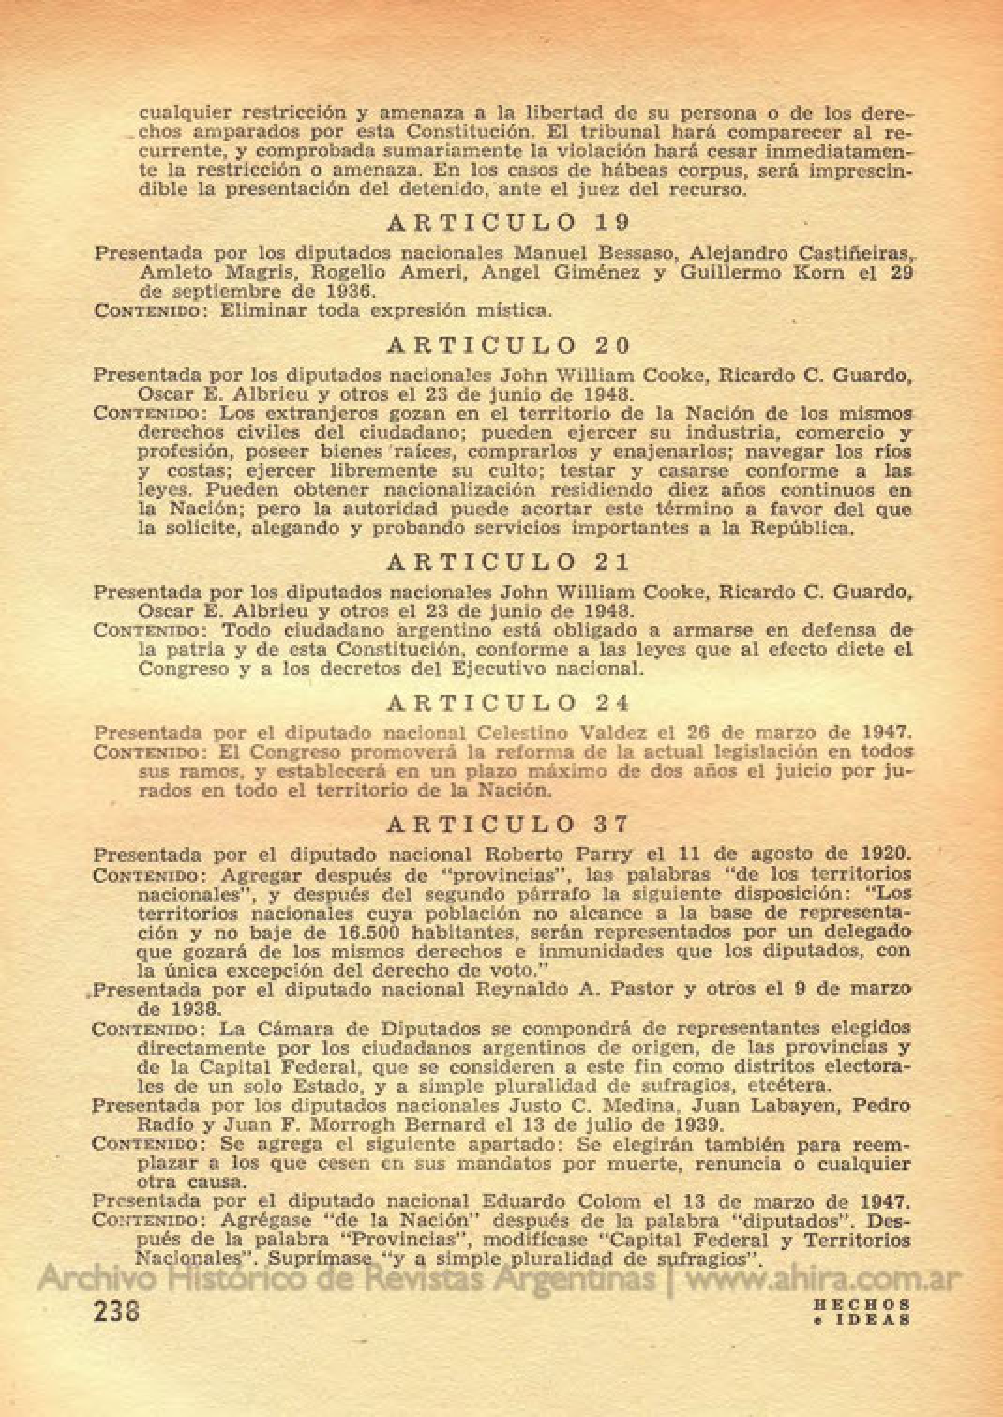 cualquier restricción y amenaza a la libertad de su persona o de los dere-
chos amparados por esta Constitución. El tribunal hará comparecer al re-
currente, y comprobada sumariamente la violación hará cesar inmediatamen-
te la restricción o amenaza. En los casos de hábeas corpus, será imprescin-
dible la presentación del detenido, ante el juez del recurso.
ARTICULO 19
Presentada por los diputados nacionales Manuel Bessaso, Alejandro Castiñeiras,
Amleto Magris, Rogelio Ameri, Angel Giménez y Guillermo Korn el 29
de septiembre de 1936.
CONTENIDO: Eliminar toda expresión mística.
ARTICULO 20
Presentada por los diputados nacionales John William Cooke, Ricardo C. Guardo,
Oscar E. Albrieu y otros el 23 de junio de 1948.
CONTENIDO: Los extranjeros gozan en el territorio de la Nación de los mismos
derechos civiles del ciudadano; pueden ejercer su industria, comercio y
profesión, poseer bienes raíces, comprarlos y enajenarlos; navegar los ríos
y costas; ejercer libremente su culto; testar y casarse conforme a las
leyes. Pueden obtener nacionalización residiendo diez años continuos en
la Nación; pero la autoridad puede acortar este término a favor del que
la solicite, alegando y probando servicios importantes a la República.
ARTICULO 21
Presentada por los diputados nacionales John William Cooke, Ricardo C. Guardo,
Oscar E. Albrieu y otros el 23 de junio de 1948.
CONTENIDO: Todo ciudadano argentino está obligado a armarse en defensa de
la patria y de esta Constitución, conforme a las leyes que al efecto dicte el
Congreso y a los decretos del Ejecutivo nacional.
ARTICULO 24
Presentada por el diputado nacional Celestino Valdez el 26 de marzo de 1947.
CONTENIDO: El Congreso promoverá la reforma de la actual legislación en todos
sus ramos, y establecerá en un plazo máximo de dos años el juicio por ju-
rados en todo el territorio de la Nación.
ARTICULO 37
Presentada por el diputado nacional Roberto Parry el 11 de agosto de 1920.
CONTENIDO: Agregar después de "provincias", las palabras "de los territorios
nacionales", y después del segundo párrafo la siguiente disposición: "Los
territorios nacionales cuya población no alcance a la base de representa-
ción y no baje de 16.500 habitantes, serán representados por un delegado
que gozará de los mismos derechos e inmunidades que los diputados, con
la única excepción del derecho de voto."
Presentada por el diputado nacional Reynaldo A. Pastor y otros el 9 de marzo
de 1938.
CONTENIDO: La Cámara de Diputados se compondrá de representantes elegidos
directamente por los ciudadanos argentinos de origen, de las provincias y
de la Capital Federal, que se consideren a este fin como distritos electora-
les de un solo Estado, y a simple pluralidad de sufragios, etcétera.
Presentada por los diputados nacionales Justo C. Medina, Juan Labayen, Pedro
Radío y Juan F. Morrogh Bernard el 13 de julio de 1939.
CONTENIDO: Se agrega el siguiente apartado: Se elegirán también para reem-
plazar a los que cesen en sus mandatos por muerte, renuncia o cualquier
otra causa.
Presentada por el diputado nacional Eduardo Colom el 13 de marzo de 1947.
CONTENIDO: Agrégase "de la Nación" después de la palabra "diputados". Des-
pués de la palabra "Provincias", modifícase "Capital Federal y Territorios
Nacionales". Suprímase "y a simple pluralidad de sufragios".
Archivo Histórico de Revistas Argentinas | www.ahira.com.ar
238
HECHOS
e IDEAS